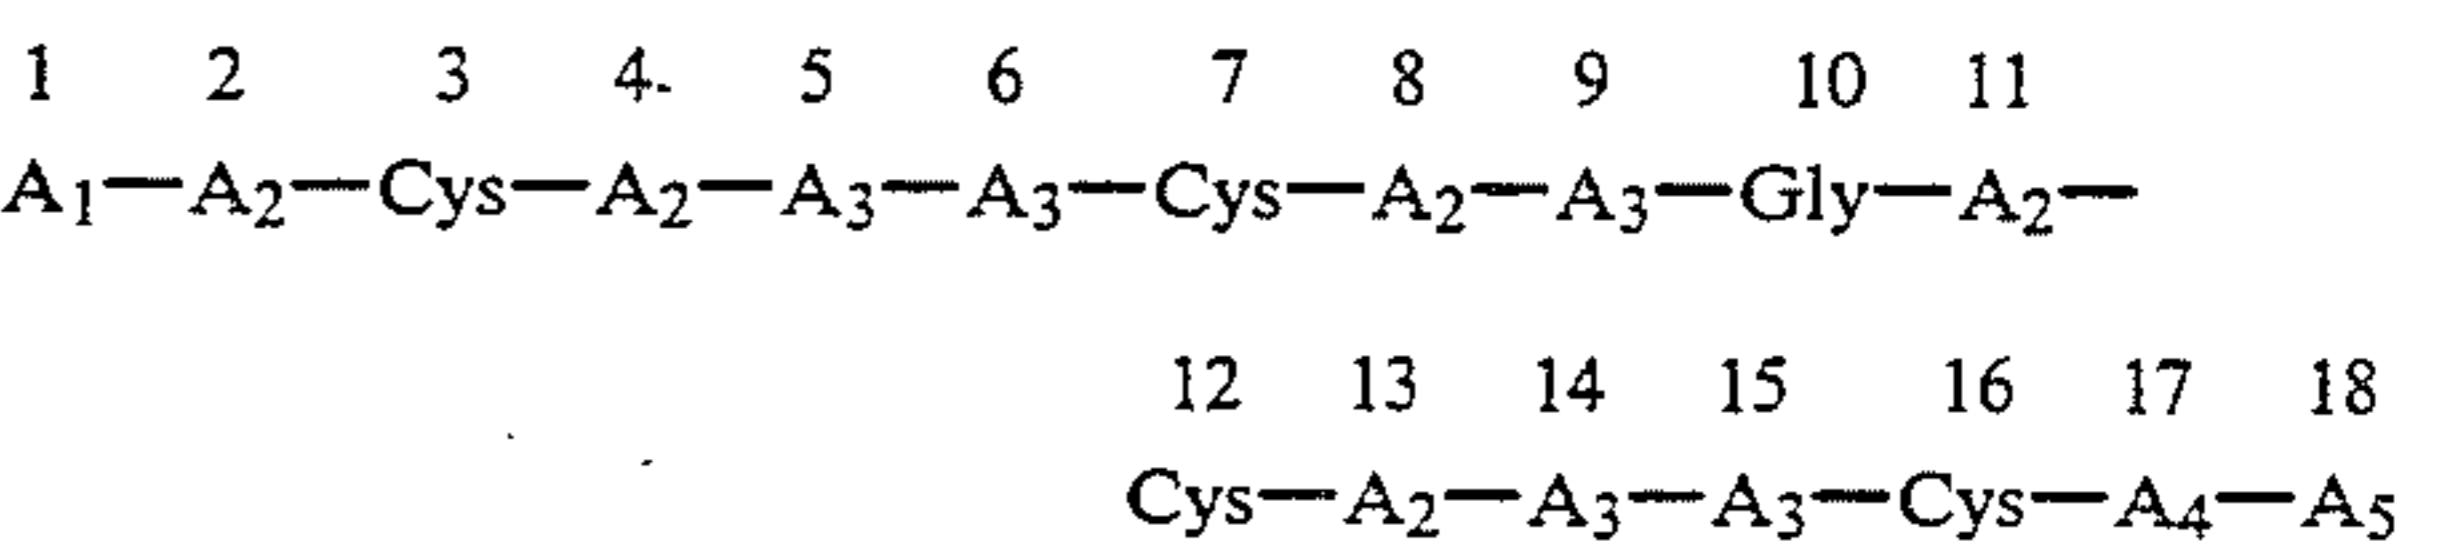 1 2 3 4. 5 6 7 8 9 10 11
A1—A2—Cys—A2—A3—A3—Cys—A2—A3—Gly—A2—
12 13 14 15 16 17 18
Cys—A2—A3—A3—Cys—A4—A5